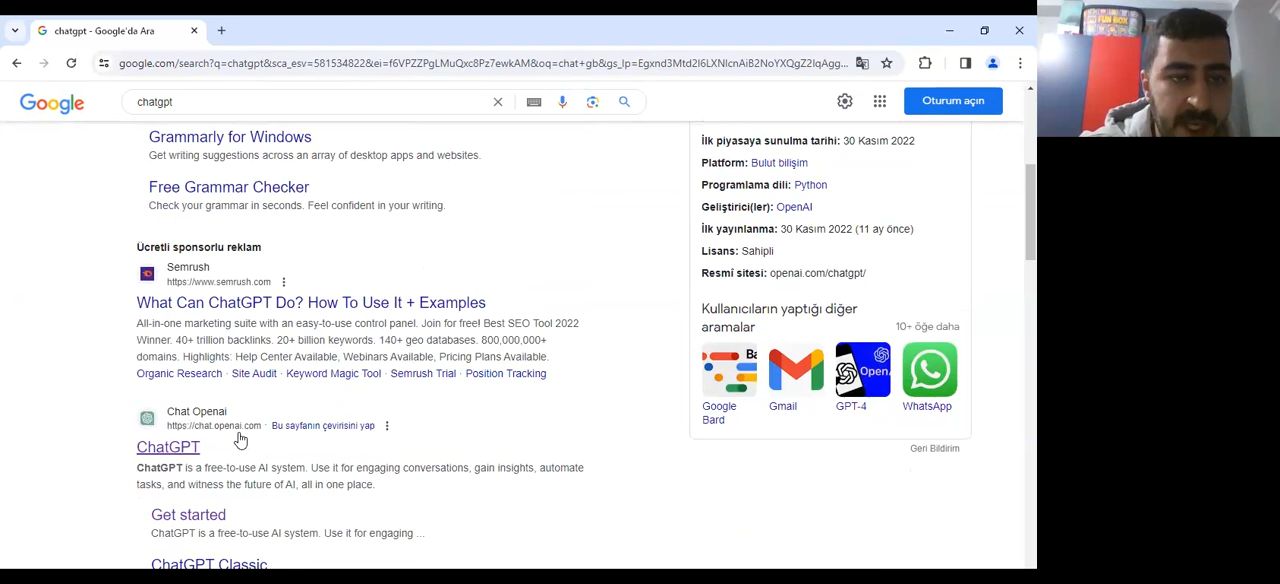 chatgpt - Google'da Ara
google.com/search?q=chatgpt&sca_esv=581534822&ei=f6VPZZPgLMuQxc8Pz7ewkAM&oq=chat+gb&gs_lp=Egxnd3Mtd2l6LXNlcnAiB2NoYXQgZ2IqAgg...
Google
chatgpt
Oturum açın
Grammarly for Windows
Get writing suggestions across an array of desktop apps and websites.
Free Grammar Checker
Check your grammar in seconds. Feel confident in your writing.
Ücretli sponsorlu reklam
Semrush
https://www.semrush.com
What Can ChatGPT Do? How To Use It + Examples
All-in-one marketing suite with an easy-to-use control panel. Join for free! Best SEO Tool 2022
Winner. 40+ trillion backlinks. 20+ billion keywords. 140+ geo databases. 800,000,000+
domains. Highlights: Help Center Available, Webinars Available, Pricing Plans Available.
Organic Research · Site Audit · Keyword Magic Tool · Semrush Trial · Position Tracking
Chat Openai
https://chat.openai.com · Bu sayfanın çevirisini yap
ChatGPT
ChatGPT is a free-to-use AI system. Use it for engaging conversations, gain insights, automate
tasks, and witness the future of AI, all in one place.
Get started
ChatGPT is a free-to-use AI system. Use it for engaging ...
ChatGPT Classic
İlk piyasaya sunulma tarihi: 30 Kasım 2022
Platform: Bulut bilişim
Programlama dili: Python
Geliştirici(ler): OpenAI
İlk yayınlanma: 30 Kasım 2022 (11 ay önce)
Lisans: Sahipli
Resmî sitesi: openai.com/chatgpt/
Kullanıcıların yaptığı diğer
aramalar
10+ öğe daha
Ba
OpenA
Google
Bard
Gmail
GPT-4
WhatsApp
Geri Bildirim
FUN BOX